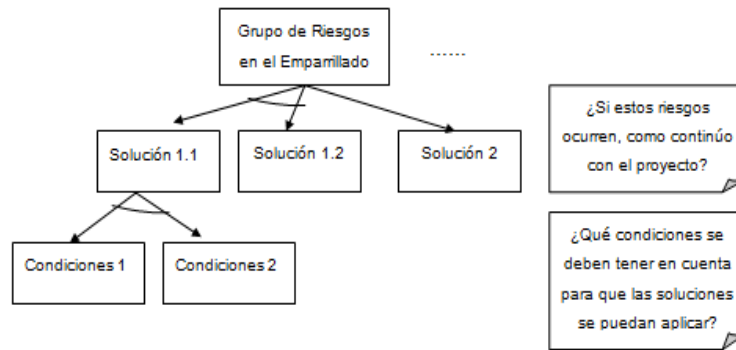 Grupo de Riesgos
en el Emparrillado
......
¿Si estos riesgos
ocurren, como continúo
con el proyecto?
Solución 1.1
Solución 1.2
Solución 2
Condiciones 1
Condiciones 2
¿Qué condiciones se
deben tener en cuenta
para que las soluciones
se puedan aplicar?